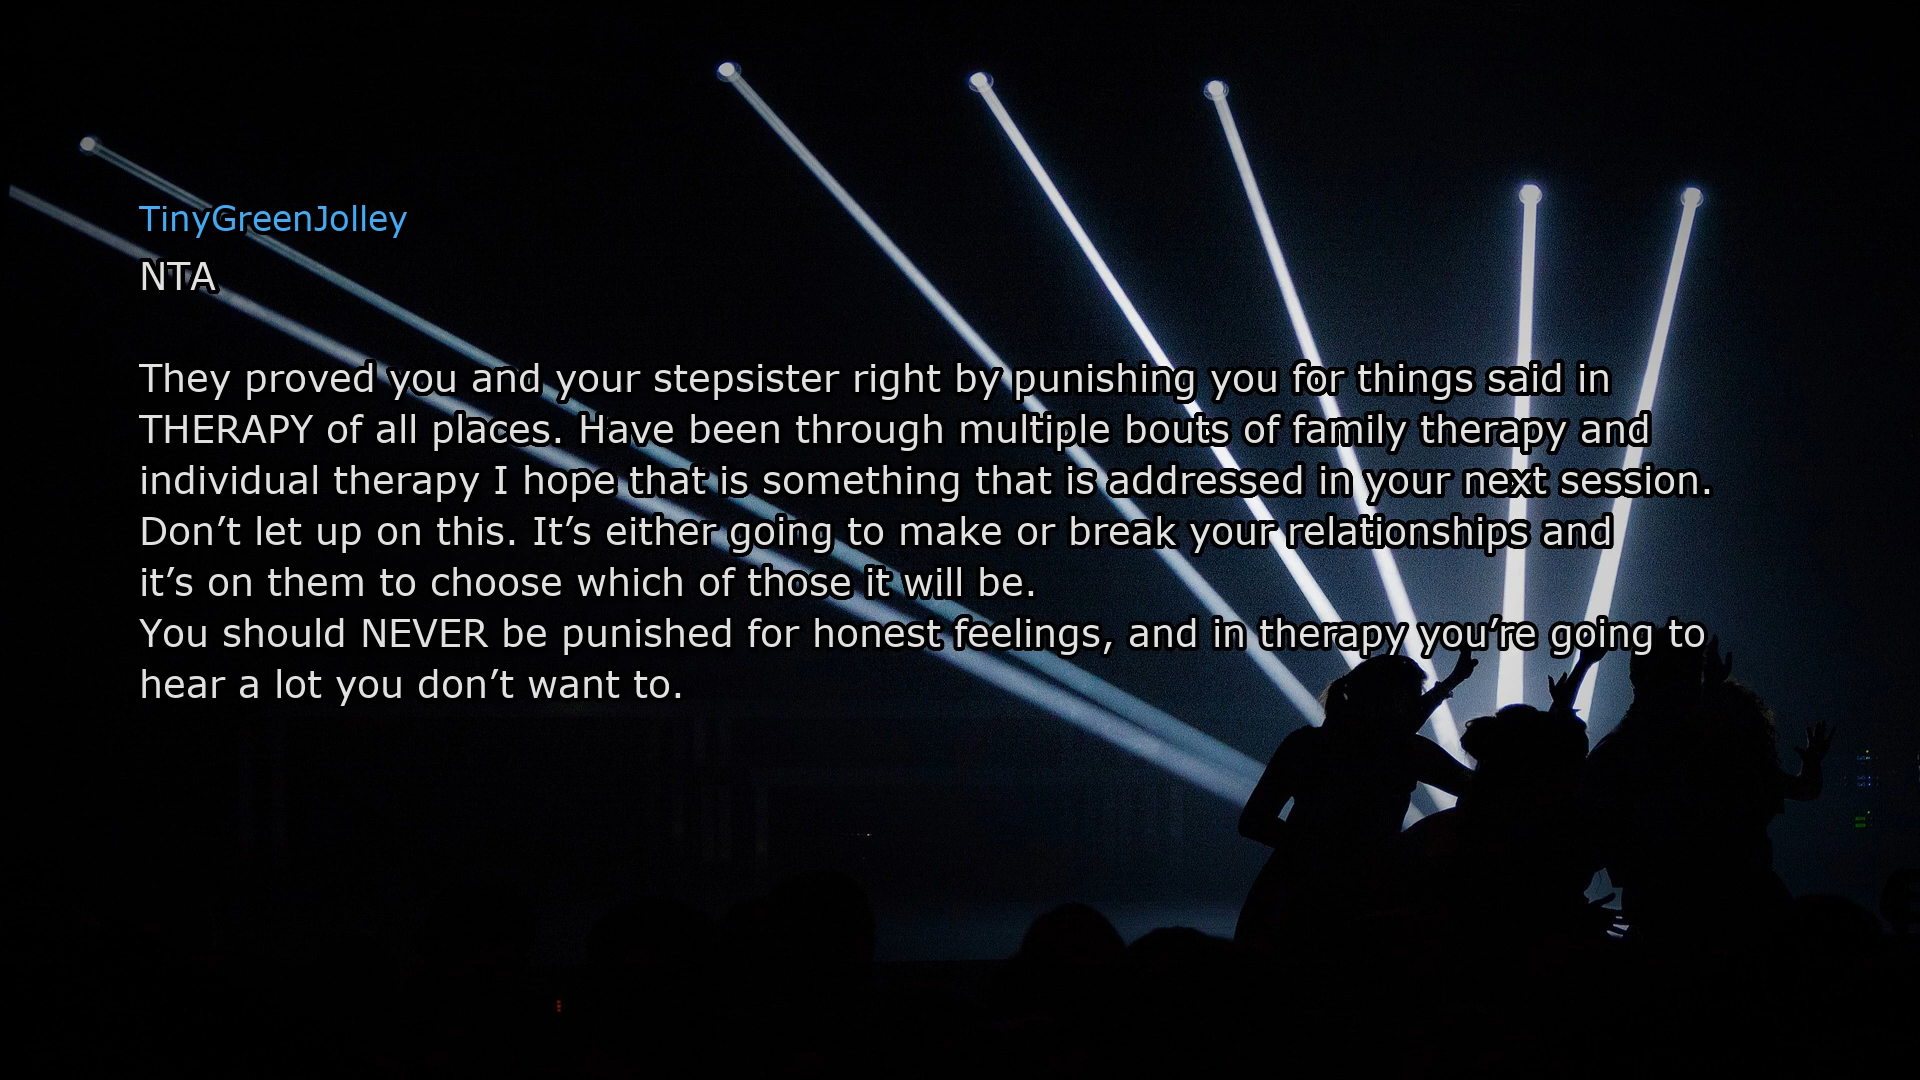 TinyGreenJolley
NTA
They proved you and your stepsister right by punishing you for things said in
THERAPY of all places. Have been through multiple bouts of family therapy and
individual therapy I hope that is something that is addressed in your next session.
Don’t let up on this. It’s either going to make or break your relationships and
it’s on them to choose which of those it will be.
You should NEVER be punished for honest feelings, and in therapy you’re going to
hear a lot you don’t want to.